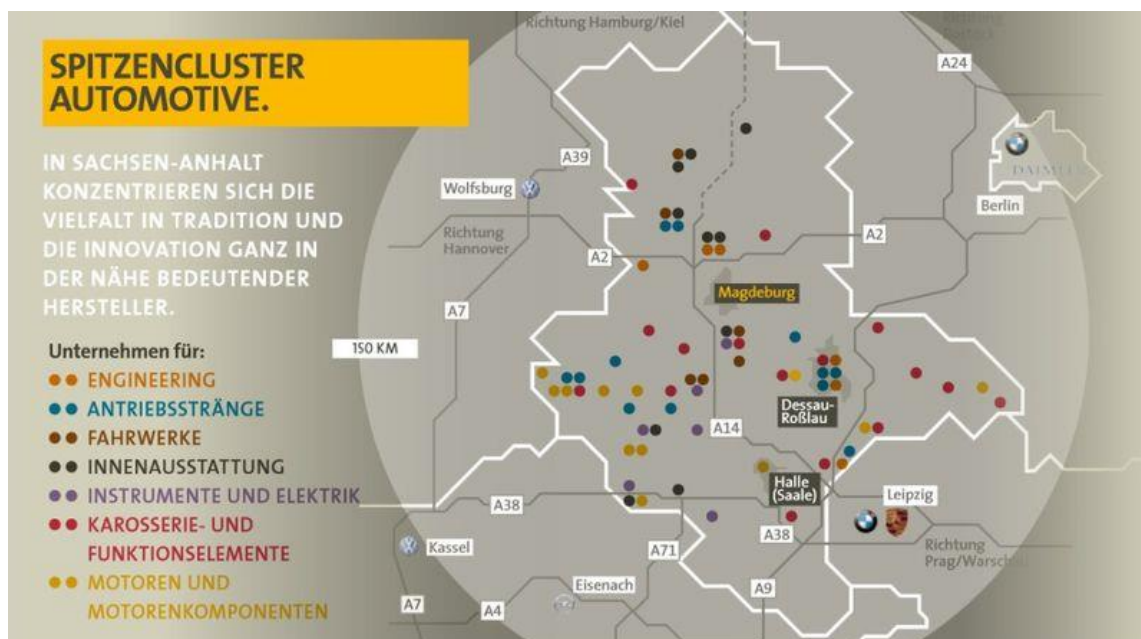 SPITZENCLUSTER
AUTOMOTIVE.
IN SACHSEN-ANHALT
KONZENTRIEREN SICH DIE
VIELFALT IN TRADITION UND
DIE INNOVATION GANZ IN
DER NÄHE BEDEUTENDER
HERSTELLER.
Unternehmen für:
ENGINEERING
ANTRIEBSSTRÄNGE
FAHRWERKE
INNENAUSSTATTUNG
INSTRUMENTE UND ELEKTRIK
KAROSSERIE- UND
FUNKTIONSELEMENTE
MOTOREN UND
MOTORENKOMPONENTEN
150 KM
Richtung Hamburg/Kiel
Richtung
Rostock
A24
A39
Wolfsburg
DAIMLER
Berlin
Richtung
Hannover
A2
A2
A7
Magdeburg
Dessau-
Roßlau
A14
Halle
(Saale)
Leipzig
A38
A38
Kassel
A71
Richtung
Prag/Warschau
Eisenach
A7
A4
A9